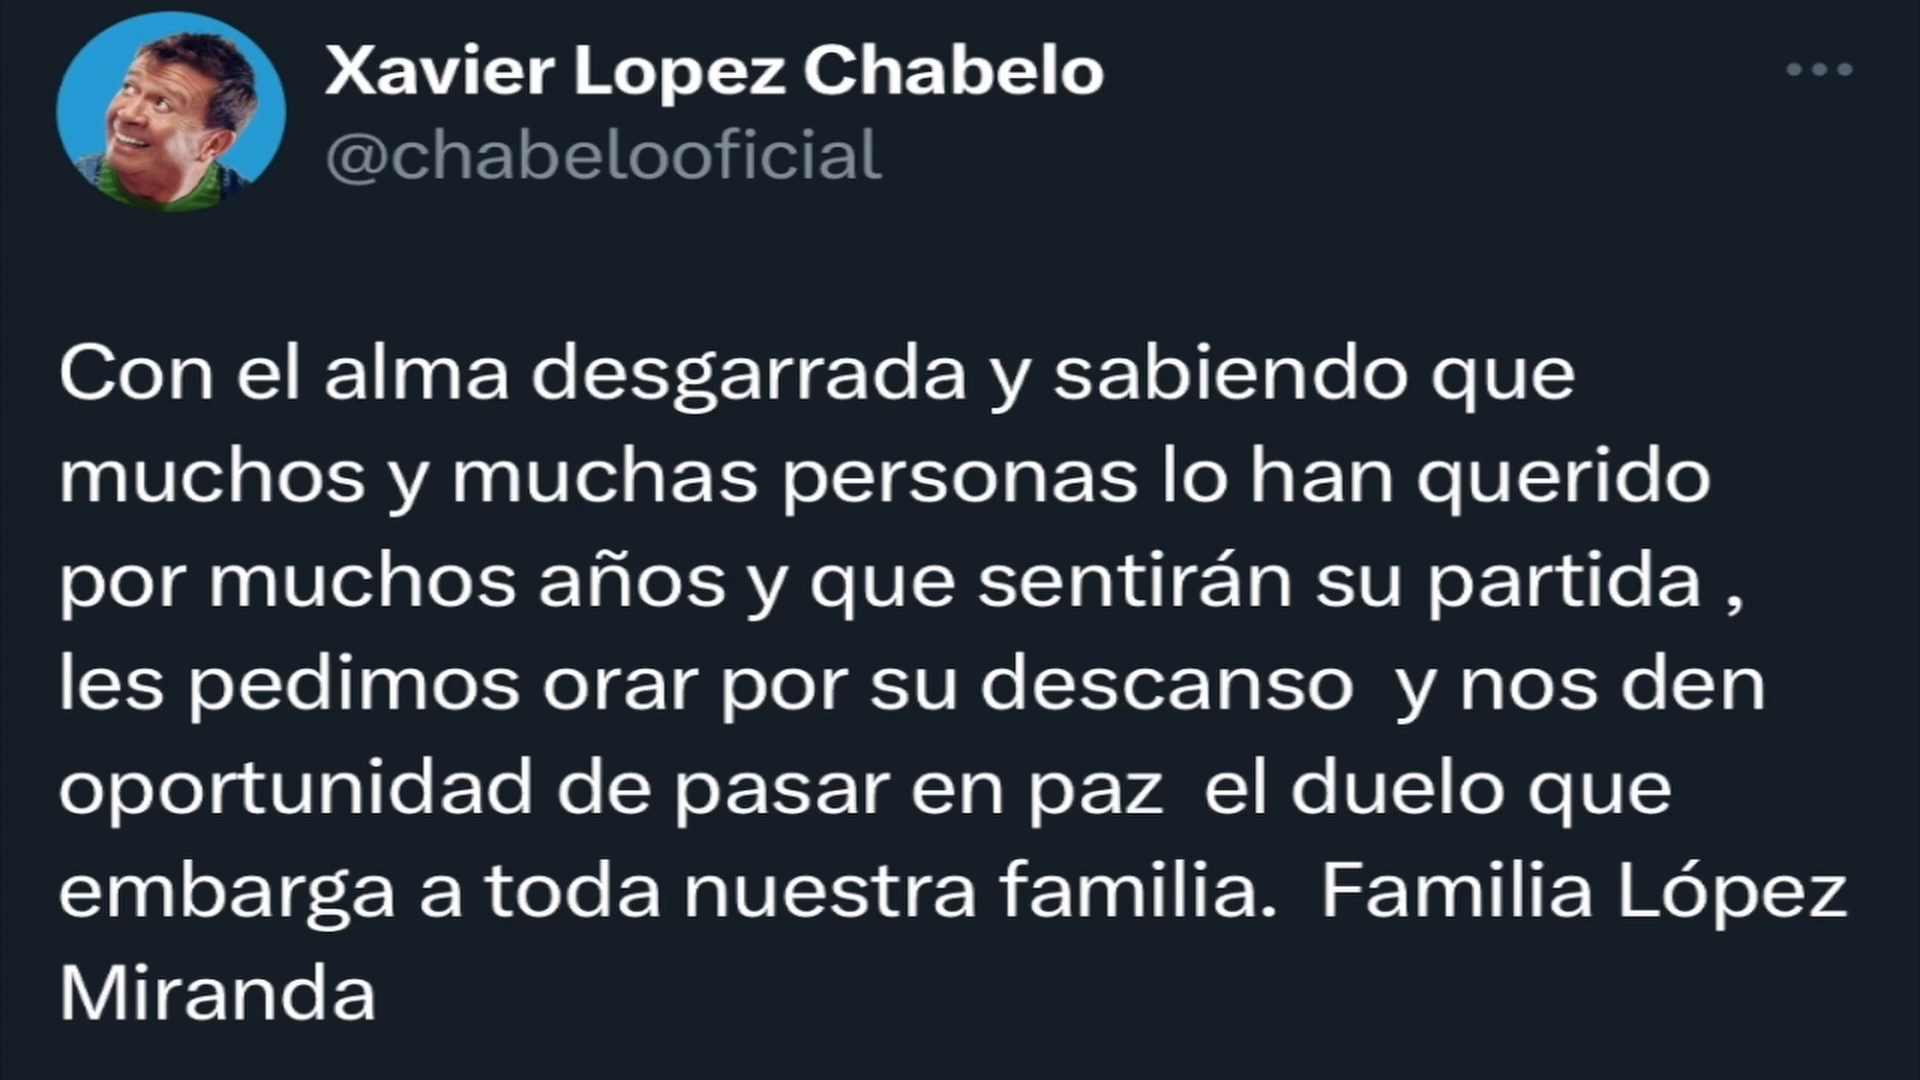 Xavier Lopez Chabelo
@chabelooficial
Con el alma desgarrada y sabiendo que
muchos y muchas personas lo han querido
por muchos años y que sentirán su partida ,
les pedimos orar por su descanso  y nos den
oportunidad de pasar en paz  el duelo que
embarga a toda nuestra familia.  Familia López
Miranda